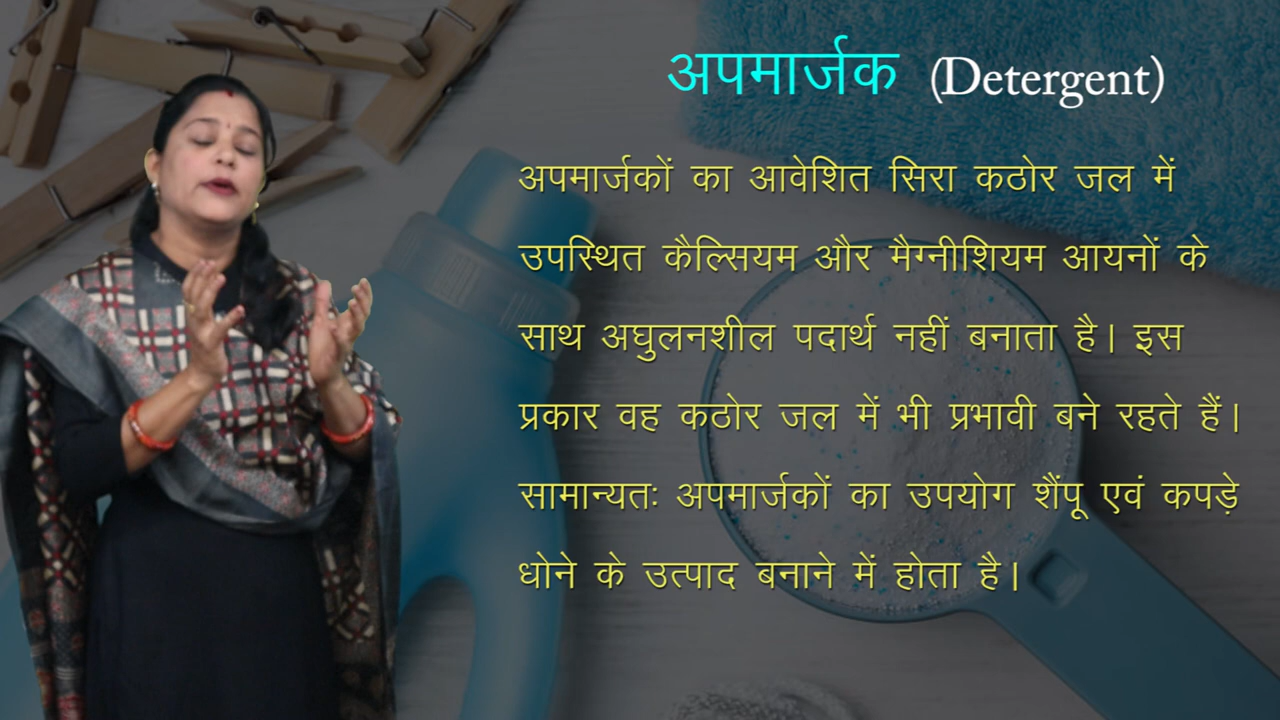 अपमार्जक (Detergent)
अपमार्जकों का आवेशित सिरा कठोर जल में
उपस्थित कैल्सियम और मैग्नीशियम आयनों के
साथ अघुलनशील पदार्थ नहीं बनाता है। इस
प्रकार वह कठोर जल में भी प्रभावी बने रहते हैं।
सामान्यतः अपमार्जकों का उपयोग शैंपू एवं कपड़े
धोने के उत्पाद बनाने में होता है।